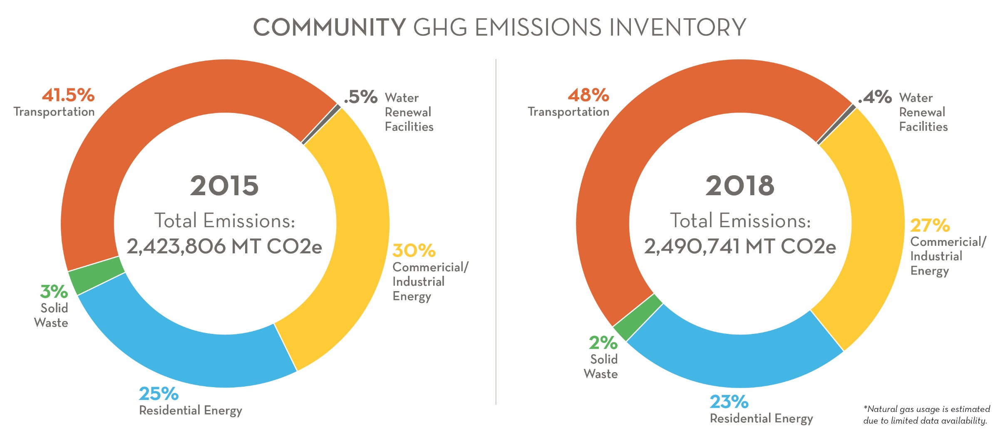 COMMUNITY GHG EMISSIONS INVENTORY
41.5%
Transportation
.5% Water
Renewal
Facilities
2015
Total Emissions:
2,423,806 MT CO2e
30%
Commericial/
Industrial
Energy
3%
Solid
Waste
25%
Residential Energy
48%
Transportation
.4% Water
Renewal
Facilities
2018
Total Emissions:
2,490,741 MT CO2e
27%
Commericial/
Industrial
Energy
2%
Solid
Waste
23%
Residential Energy
*Natural gas usage is estimated
due to limited data availability.